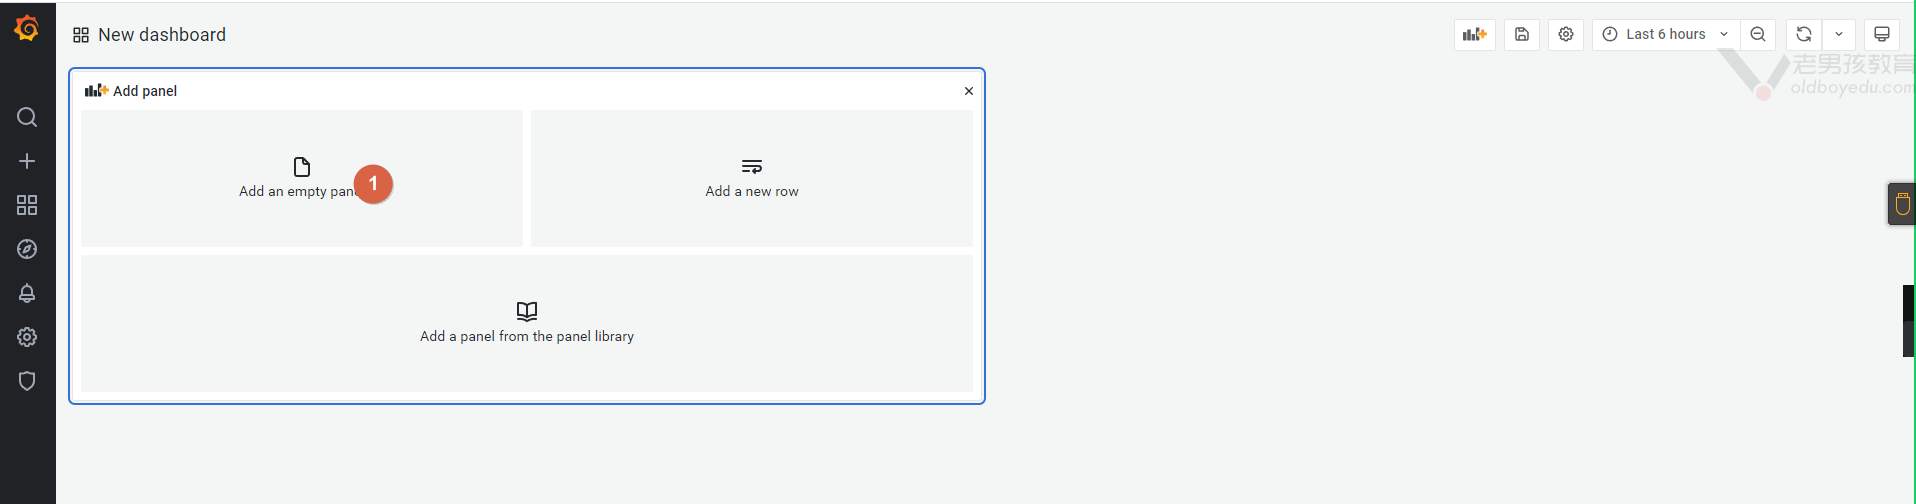 New dashboard
Last 6 hours
老男孩教育
oldboyedu.com
Add panel
Add an empty pan
1
Add a new row
Add a panel from the panel library